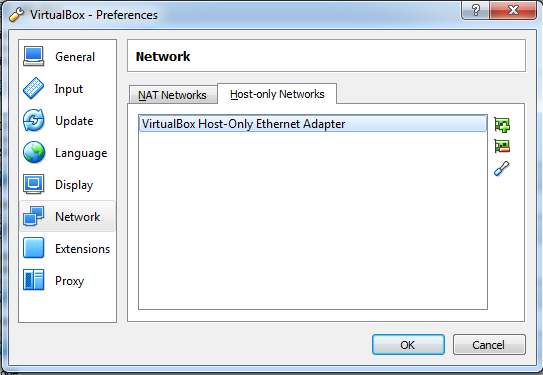 VirtualBox - Preferences
General
Input
Update
Language
Display
Network
Extensions
Proxy
Network
NAT Networks
Host-only Networks
VirtualBox Host-Only Ethernet Adapter
OK
Cancel